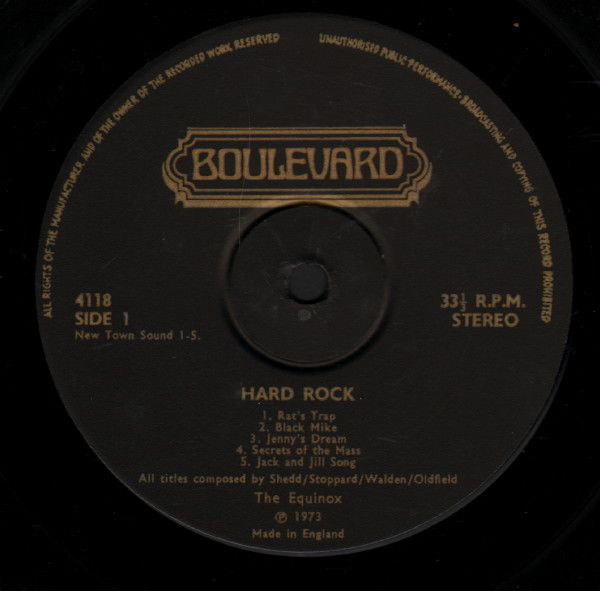 ALL RIGHTS OF THE MANUFACTURER AND OF THE OWNER OF THE RECORDED WORK RESERVED
UNAUTHORISED PUBLIC PERFORMANCE, BROADCASTING AND COPYING OF THIS RECORD PROHIBITED
BOULEVARD
4118
SIDE 1
New Town Sound 1-5.
33⅓ R.P.M.
STEREO
HARD ROCK
1. Rat's Trap
2. Black Mike
3. Jenny's Dream
4. Secrets of the Mass
5. Jack and Jill Song
All titles composed by Shedd/Stoppard/Walden/Oldfield
The Equinox
℗ 1973
Made in England